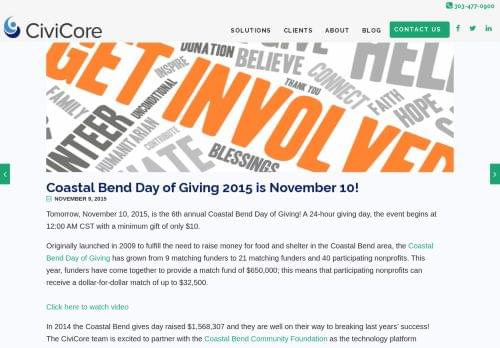 303-477-0900
CiviCore
SOLUTIONS CLIENTS ABOUT BLOG CONTACT US
GET INVOLVED
DONATION
HELP
INSPIRE
BELIEVE
UNCONDITIONAL
THANK YOU
CONNECT
FAMILY
FAITH
HOPE
HUMANITARIAN
CONTRIBUTE
BLESSINGS
Coastal Bend Day of Giving 2015 is November 10!
NOVEMBER 9, 2015
Tomorrow, November 10, 2015, is the 6th annual Coastal Bend Day of Giving! A 24-hour giving day, the event begins at
12:00 AM CST with a minimum gift of only $10.
Originally launched in 2009 to fulfill the need to raise money for food and shelter in the Coastal Bend area, the Coastal
Bend Day of Giving has grown from 9 matching funders to 21 matching funders and 40 participating nonprofits. This
year, funders have come together to provide a match fund of $650,000; this means that participating nonprofits can
receive a dollar-for-dollar match of up to $32,500.
Click here to watch video
In 2014 the Coastal Bend gives day raised $1,568,307 and they are well on their way to breaking last years' success!
The CiviCore team is excited to partner with the Coastal Bend Community Foundation as the technology platform